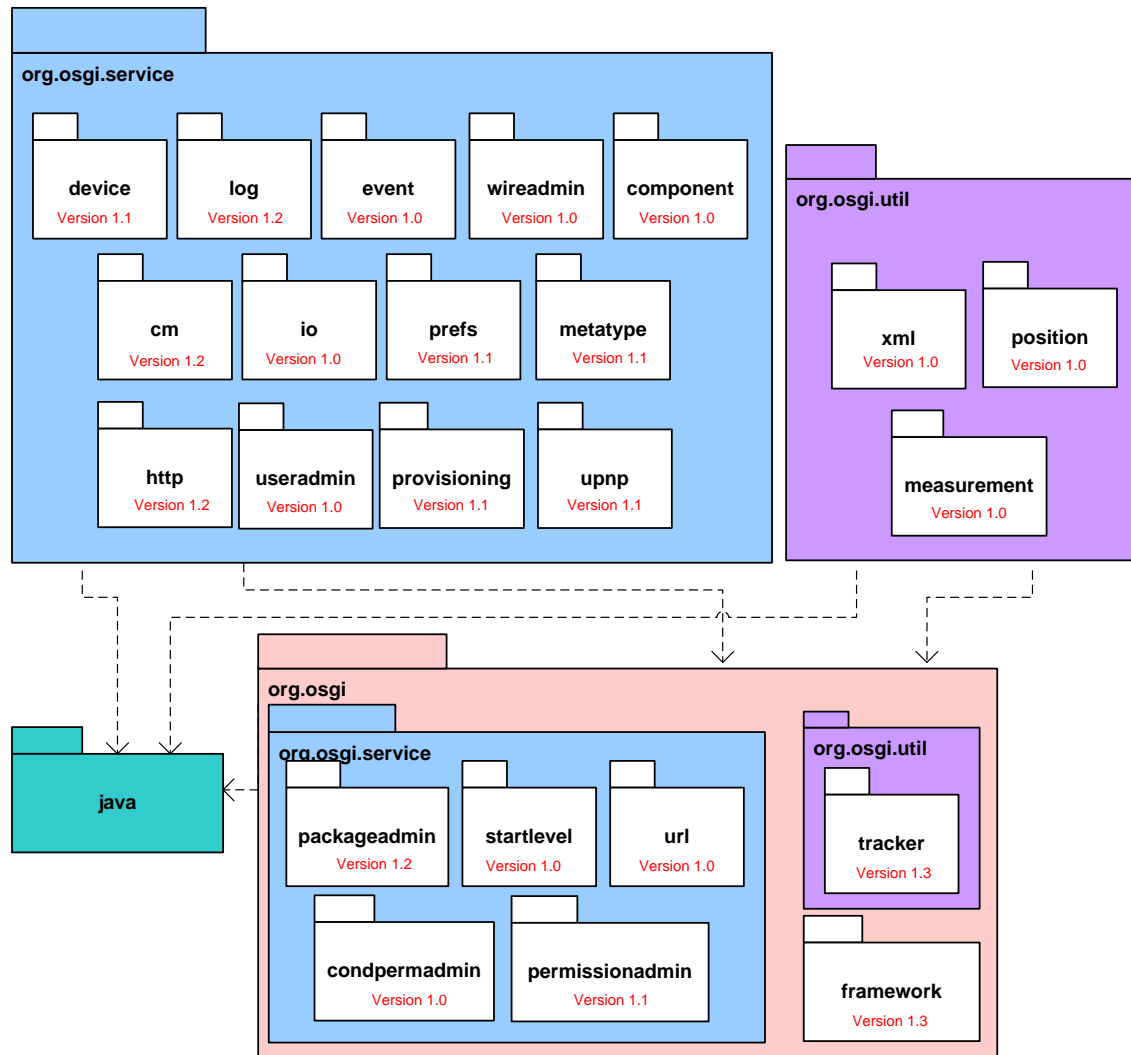 org.osgi.service
device
Version 1.1
log
Version 1.2
event
Version 1.0
wireadmin
Version 1.0
component
Version 1.0
cm
Version 1.2
io
Version 1.0
prefs
Version 1.1
metatype
Version 1.1
http
Version 1.2
useradmin
Version 1.0
provisioning
Version 1.1
upnp
Version 1.1
org.osgi.util
xml
Version 1.0
position
Version 1.0
measurement
Version 1.0
java
org.osgi
org.osgi.service
packageadmin
Version 1.2
startlevel
Version 1.0
url
Version 1.0
condpermadmin
Version 1.0
permissionadmin
Version 1.1
org.osgi.util
tracker
Version 1.3
framework
Version 1.3